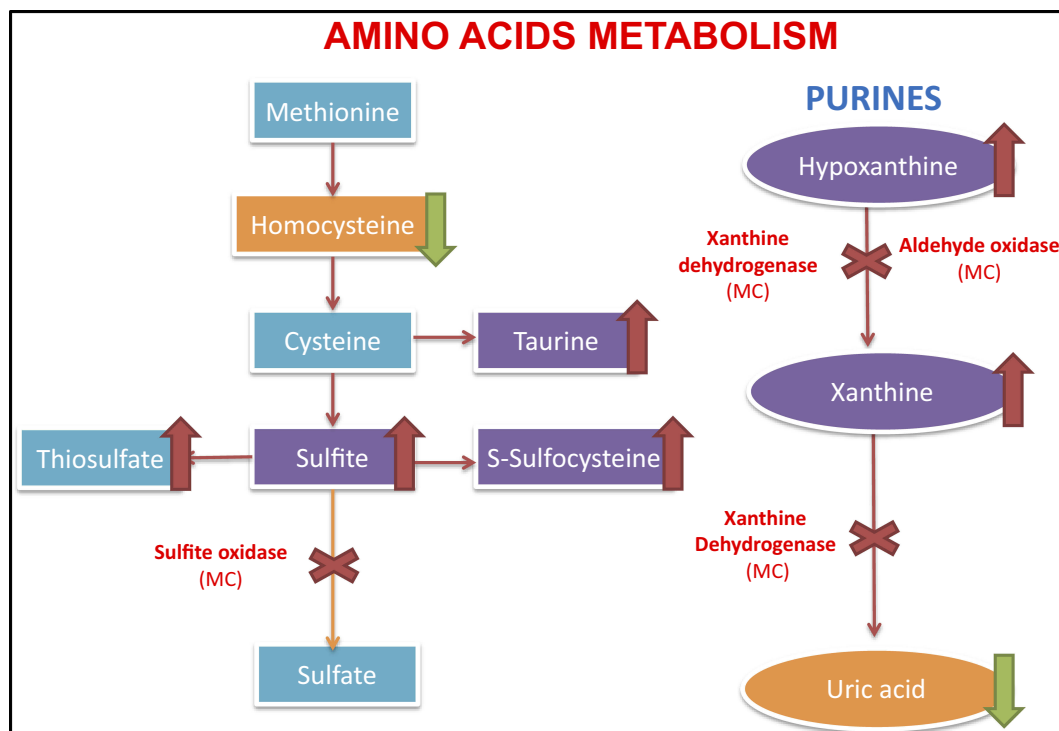 AMINO ACIDS METABOLISM
Methionine
Homocysteine
Cysteine
Taurine
Thiosulfate
Sulfite
S-Sulfocysteine
Sulfite oxidase
(MC)
Sulfate
PURINES
Hypoxanthine
Xanthine
dehydrogenase
(MC)
Aldehyde oxidase
(MC)
Xanthine
Xanthine
Dehydrogenase
(MC)
Uric acid